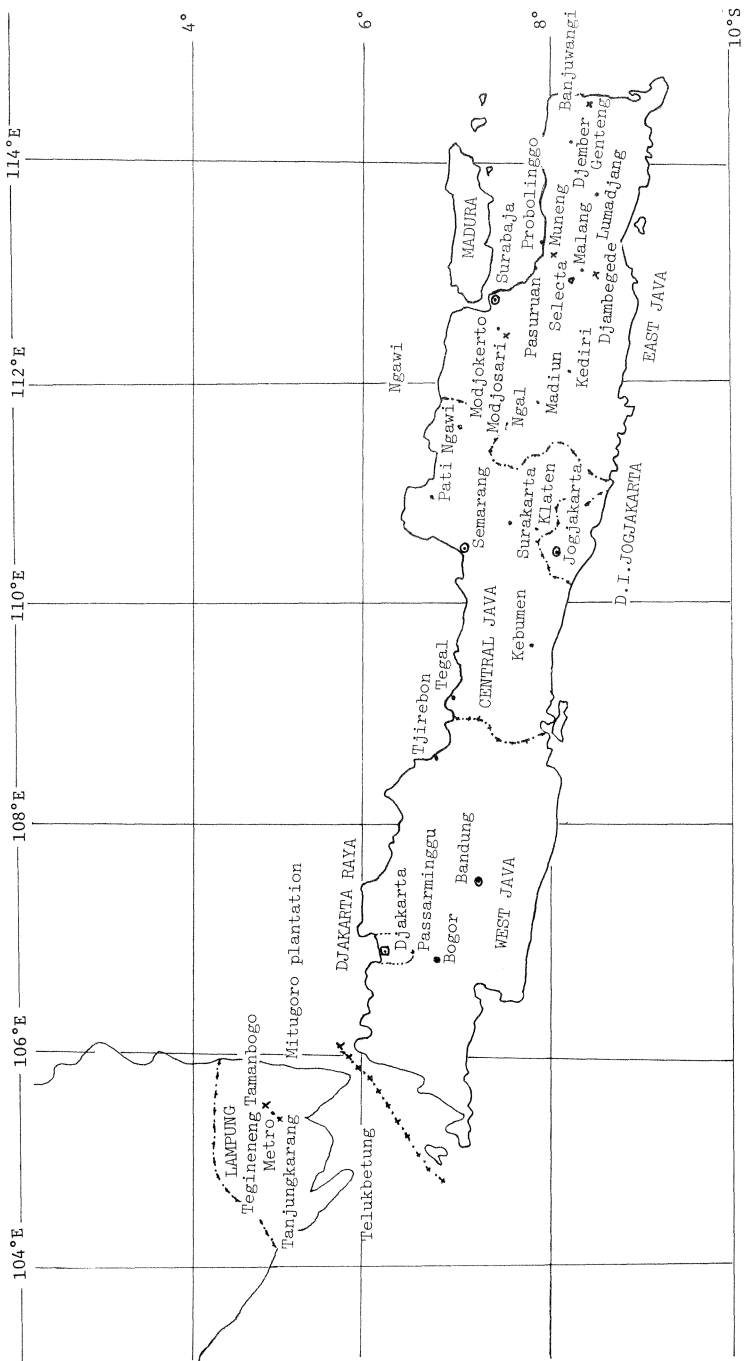 104°E
106°E
108°E
110°E
112°E
114°E
4°
6°
8°
10°S
LAMPUNG
Tegineneng
Tamanbogo
Metro
Tanjungkarang
Telukbetung
Mitugoro plantation
DJAKARTA RAYA
Djakarta
Passarminggu
Bogor
Bandung
WEST JAVA
Tjirebon
Tegal
CENTRAL JAVA
Kebumen
Semarang
Surakarta
Klaten
Jogjakarta
D.I.JOGJAKARTA
Pati
Ngawi
Ngawi
Modjokerto
Modjosari
Ngal
Madiun
Kediri
EAST JAVA
MADURA
Surabaja
Pasuruan
Probolinggo
Selecta
Muneng
Malang
Djambegede
Lumadjang
Djember
Genteng
Banjuwangi